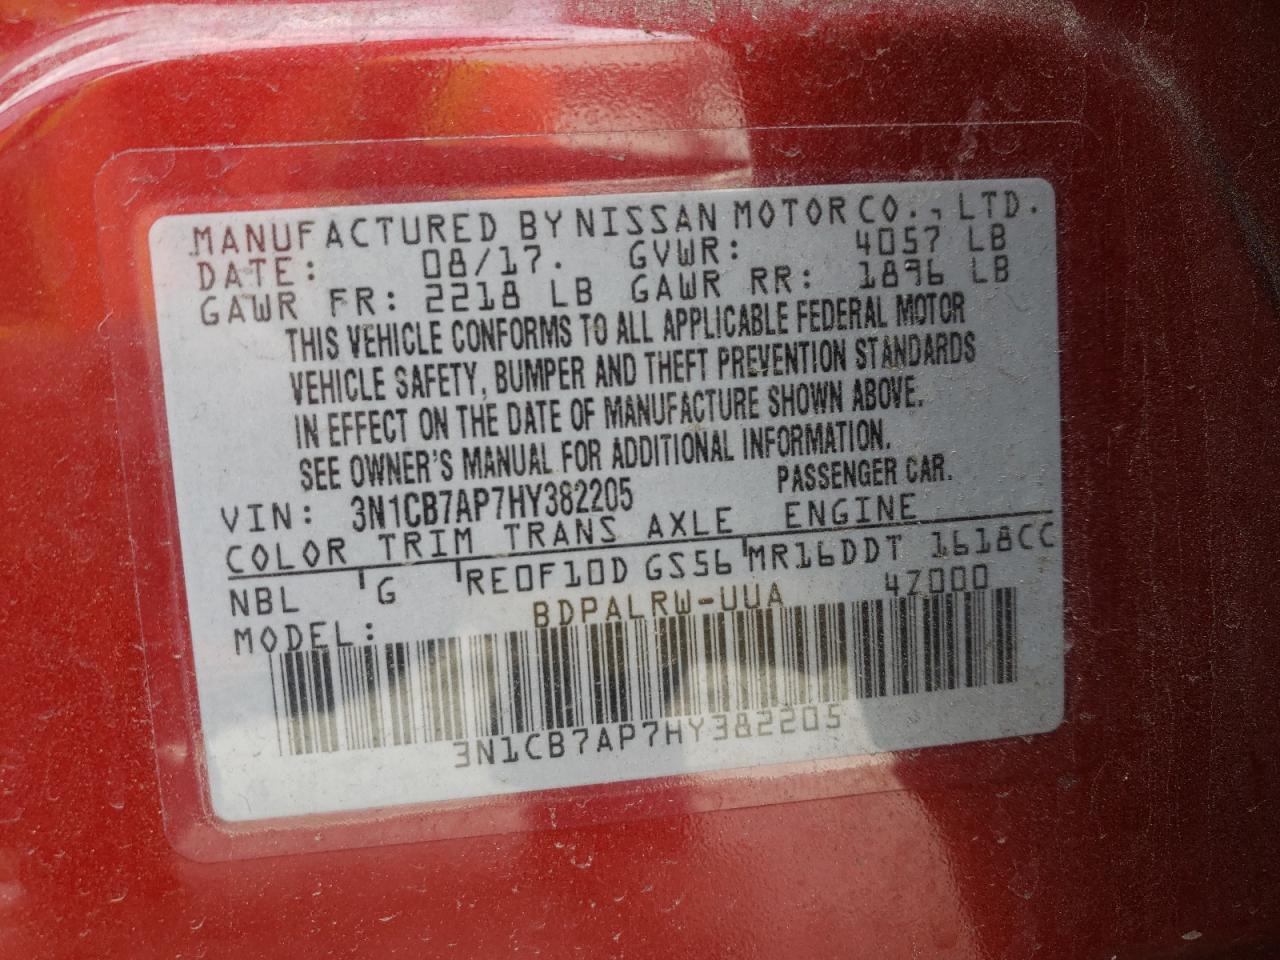 MANUFACTURED BY NISSAN MOTOR CO., LTD.
DATE: 08/17. GVWR: 4057 LB
GAWR FR: 2218 LB GAWR RR: 1896 LB
THIS VEHICLE CONFORMS TO ALL APPLICABLE FEDERAL MOTOR
VEHICLE SAFETY, BUMPER AND THEFT PREVENTION STANDARDS
IN EFFECT ON THE DATE OF MANUFACTURE SHOWN ABOVE.
SEE OWNER'S MANUAL FOR ADDITIONAL INFORMATION.
VIN: 3N1CB7AP7HY382205 PASSENGER CAR.
COLOR TRIM TRANS AXLE ENGINE
NBL G RE0F10D GS56 MR16DDT 1618CC
MODEL: BDPALRW-UUA 4Z000
3N1CB7AP7HY382205